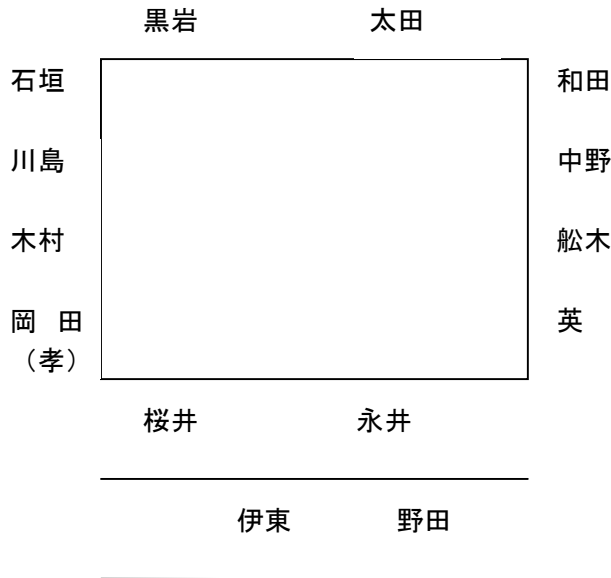 黒岩 太田
石垣 和田
川島 中野
木村 舩木
岡 田 英
（孝）
桜井 永井
伊東 野田